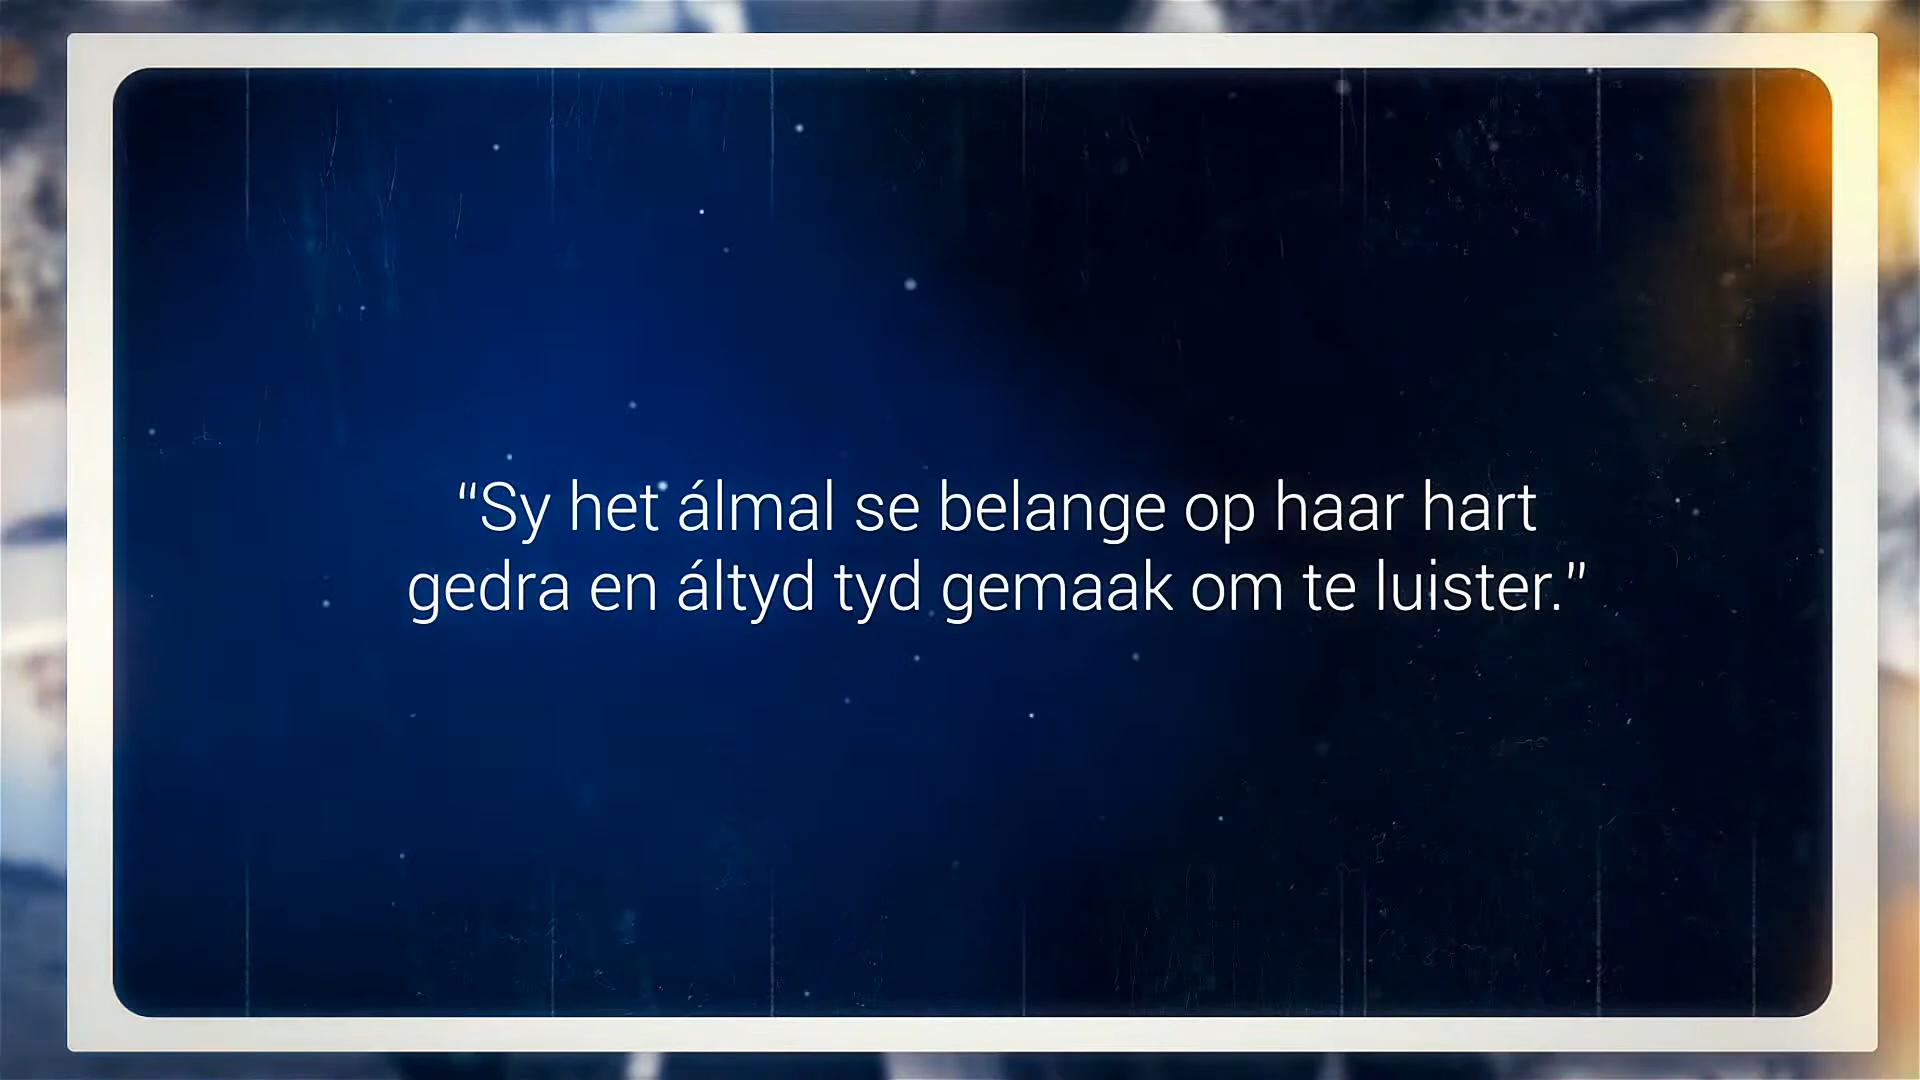 “Sy het álmal se belange op haar hart
gedra en áltyd tyd gemaak om te luister.”